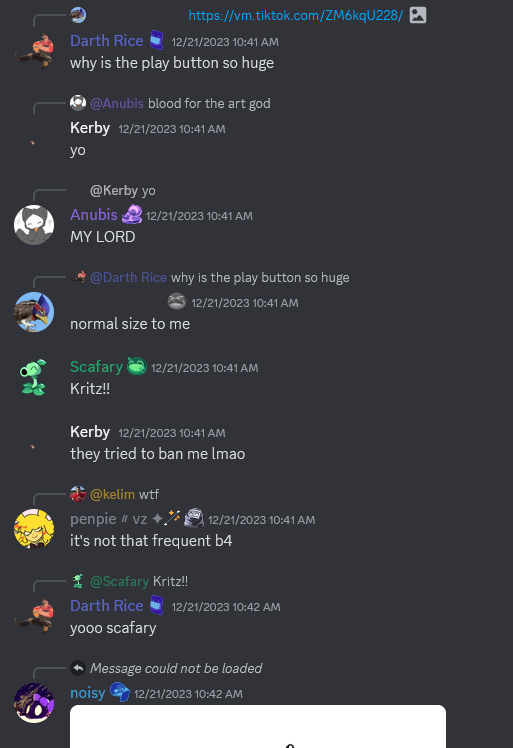 https://vm.tiktok.com/ZM6kqU228/
Darth Rice 12/21/2023 10:41 AM
why is the play button so huge
@Anubis blood for the art god
Kerby 12/21/2023 10:41 AM
yo
@Kerby yo
Anubis 12/21/2023 10:41 AM
MY LORD
@Darth Rice why is the play button so huge
12/21/2023 10:41 AM
normal size to me
Scafary 12/21/2023 10:41 AM
Kritz!!
Kerby 12/21/2023 10:41 AM
they tried to ban me lmao
@kelim wtf
penpie〃vz ✦ 12/21/2023 10:41 AM
it's not that frequent b4
@Scafary Kritz!!
Darth Rice 12/21/2023 10:42 AM
yooo scafary
Message could not be loaded
noisy 12/21/2023 10:42 AM